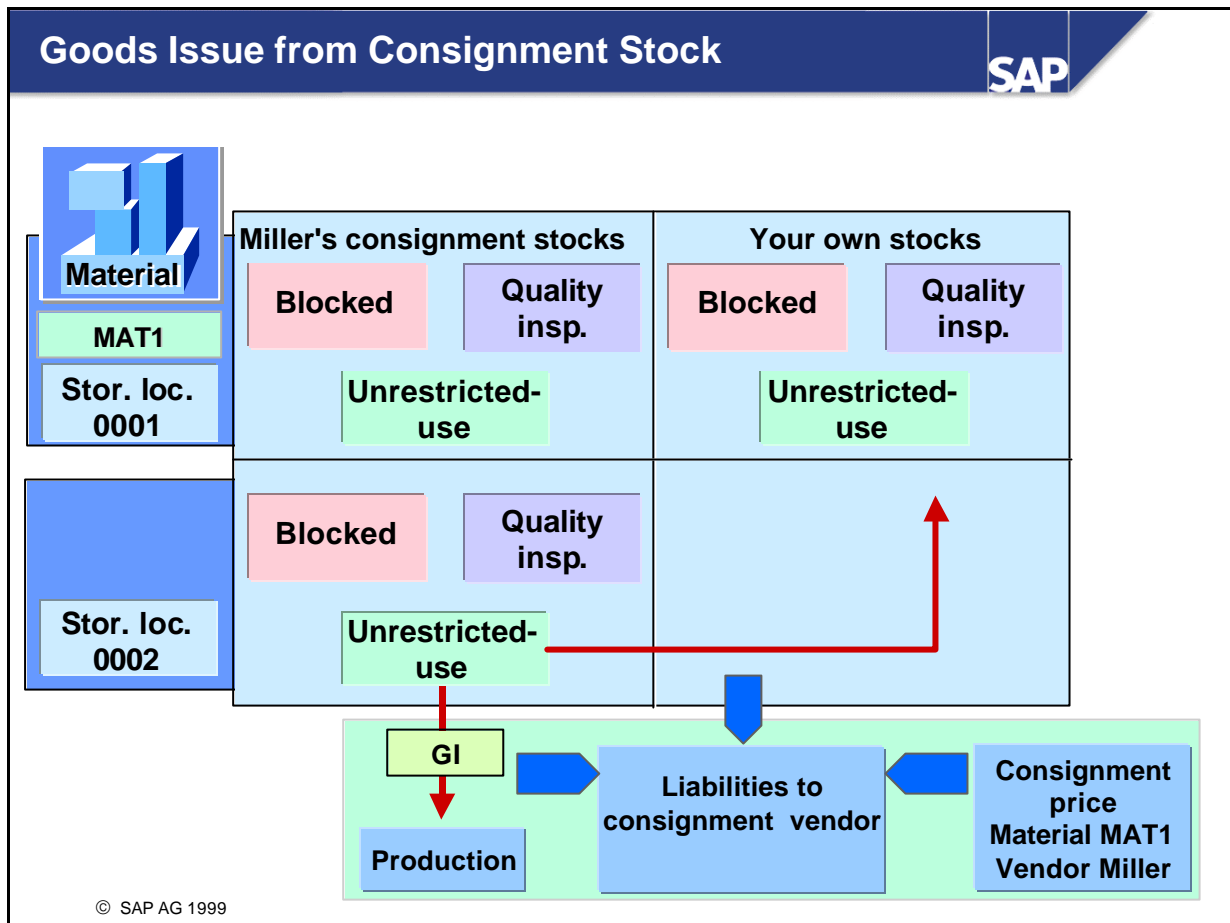 Goods Issue from Consignment Stock
SAP
Material
MAT1
Stor. loc.
0001
Miller's consignment stocks
Blocked
Quality
insp.
Unrestricted-
use
Your own stocks
Blocked
Quality
insp.
Unrestricted-
use
Stor. loc.
0002
Blocked
Quality
insp.
Unrestricted-
use
GI
Production
Liabilities to
consignment vendor
Consignment
price
Material MAT1
Vendor Miller
© SAP AG 1999